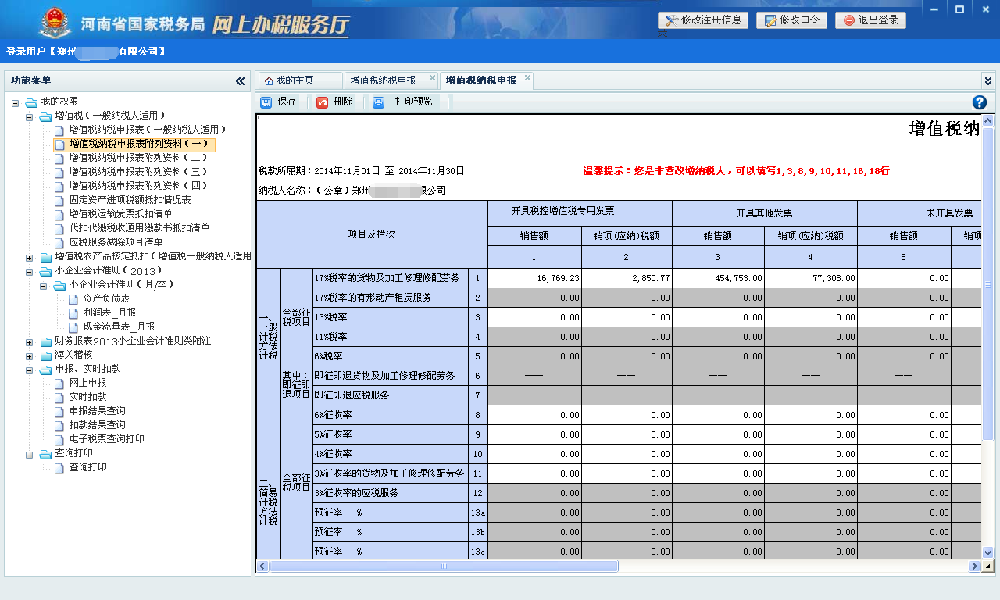 河南省国家税务局 网上办税服务厅
修改注册信息 修改口令 退出登录
录
登录用户【郑州 有限公司】
功能菜单
我的主页 增值税纳税申报 增值税纳税申报
保存 删除 打印预览
我的权限
增值税(一般纳税人适用)
增值税纳税申报表(一般纳税人适用)
增值税纳税申报表附列资料(一)
增值税纳税申报表附列资料(二)
增值税纳税申报表附列资料(三)
增值税纳税申报表附列资料(四)
固定资产进项税额抵扣情况表
增值税运输发票抵扣清单
代扣代缴税收通用缴款书抵扣清单
应税服务减除项目清单
增值税农产品核定抵扣(增值税一般纳税人适用
小企业会计准则(2013)
小企业会计准则(月/季)
资产负债表
利润表_月报
现金流量表_月报
财务报表2013小企业会计准则类附注
海关稽核
申报、实时扣款
网上申报
实时扣款
申报结果查询
扣款结果查询
电子税票查询打印
查询打印
查询打印
增值税纳
税款所属期:2014年11月01日 至 2014年11月30日
温馨提示:您是非营改增纳税人,可以填写1,3,8,9,10,11,16,18行
纳税人名称:(公章)郑州 限公司
项目及栏次 开具税控增值税专用发票 开具其他发票 未开具发票
销售额 销项(应纳)税额 销售额 销项(应纳)税额 销售额 销项
1 2 3 4 5
一、一般计税方法计税
全部征税项目
17%税率的货物及加工修理修配劳务 1 16,769.23 2,850.77 454,753.00 77,308.00 0.00
17%税率的有形动产租赁服务 2 0.00 0.00 0.00 0.00 0.00
13%税率 3 0.00 0.00 0.00 0.00 0.00
11%税率 4 0.00 0.00 0.00 0.00 0.00
6%税率 5 0.00 0.00 0.00 0.00 0.00
其中:即征即退项目
即征即退货物及加工修理修配劳务 6 —— —— —— —— ——
即征即退应税服务 7 —— —— —— —— ——
二、简易计税方法计税
全部征税项目
6%征收率 8 0.00 0.00 0.00 0.00 0.00
5%征收率 9 0.00 0.00 0.00 0.00 0.00
4%征收率 10 0.00 0.00 0.00 0.00 0.00
3%征收率的货物及加工修理修配劳务 11 0.00 0.00 0.00 0.00 0.00
3%征收率的应税服务 12 0.00 0.00 0.00 0.00 0.00
预征率 % 13a 0.00 0.00 0.00 0.00 0.00
预征率 % 13b 0.00 0.00 0.00 0.00 0.00
预征率 % 13c 0.00 0.00 0.00 0.00 0.00